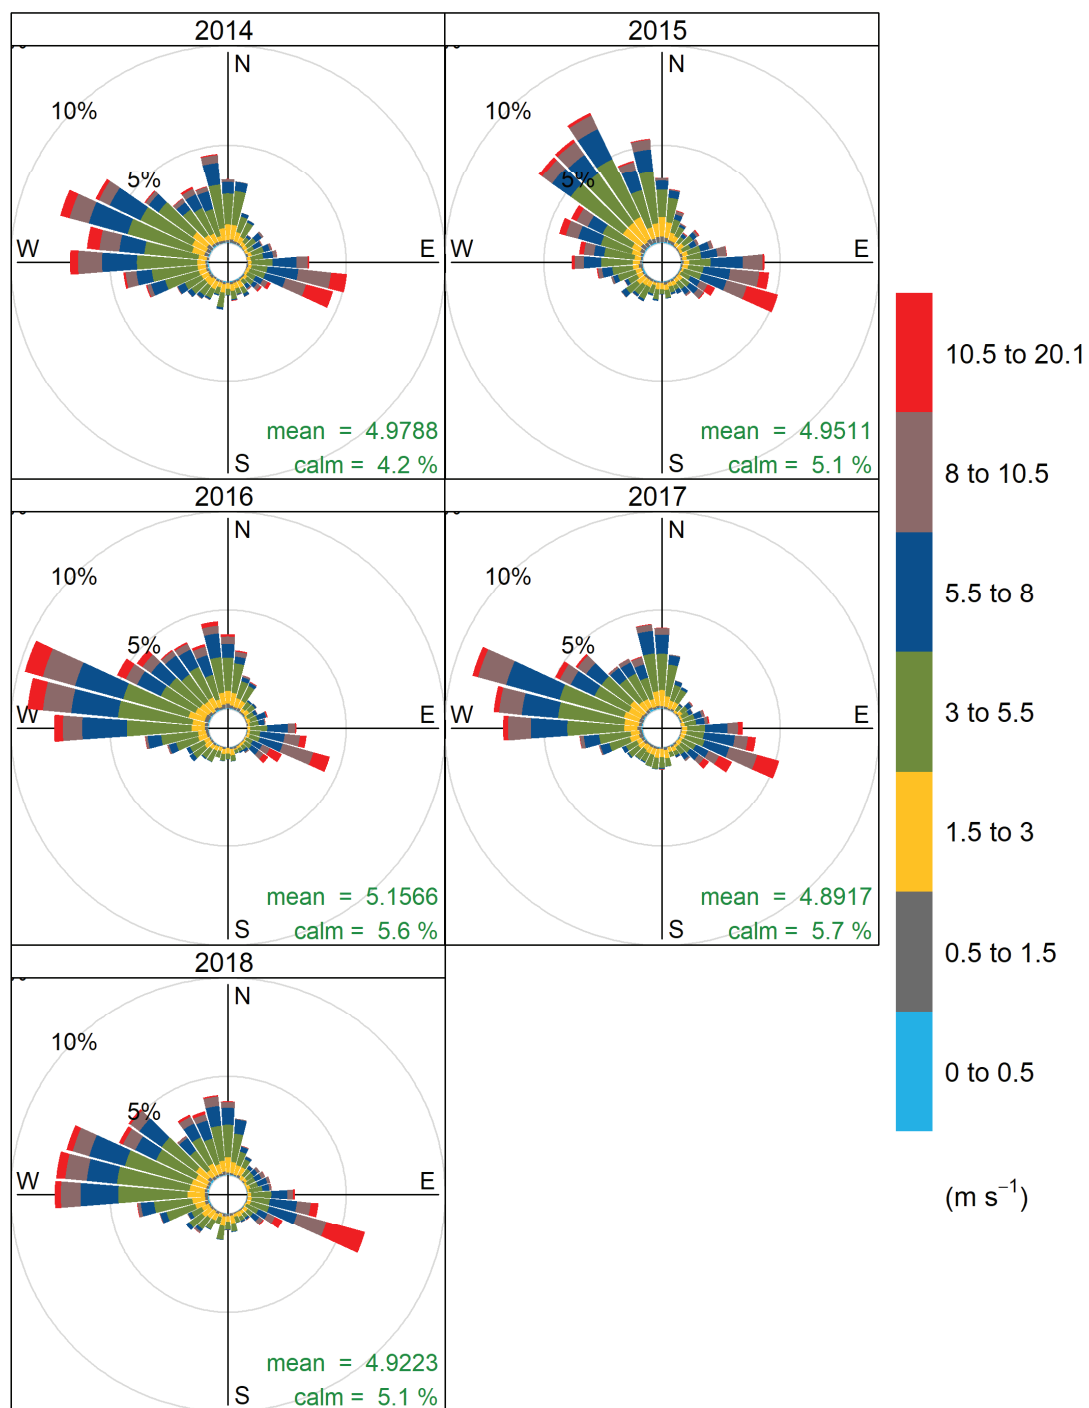 2014
2015
N
10%
5%
W
E
mean = 4.9788
S
calm = 4.2 %
N
10%
5%
W
E
mean = 4.9511
S
calm = 5.1 %
2016
2017
N
10%
5%
W
E
mean = 5.1566
S
calm = 5.6 %
N
10%
5%
W
E
mean = 4.8917
S
calm = 5.7 %
2018
N
10%
5%
W
E
mean = 4.9223
S
calm = 5.1 %
10.5 to 20.1
8 to 10.5
5.5 to 8
3 to 5.5
1.5 to 3
0.5 to 1.5
0 to 0.5
(m s⁻¹)